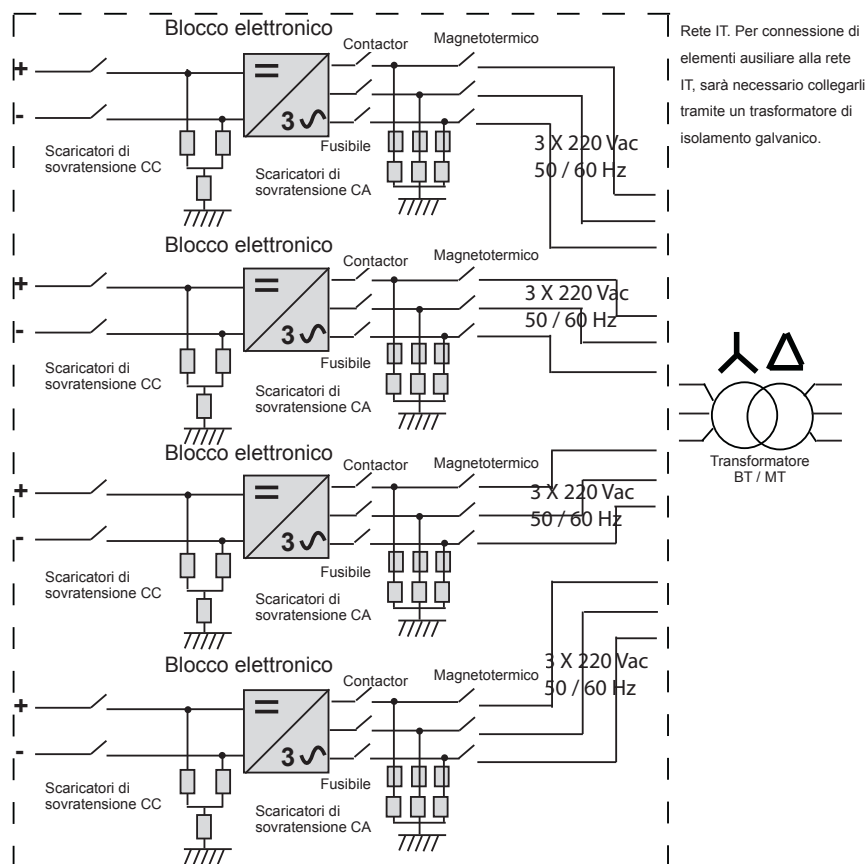 Blocco elettronico
Contactor
Magnetotermico
+
-
3
Scaricatori di
sovratensione CC
Fusibile
Scaricatori di
sovratensione CA
3 X 220 Vac
50 / 60 Hz
Rete IT. Per connessione di
elementi ausiliare alla rete
IT, sarà necessario collegarli
tramite un trasformatore di
isolamento galvanico.
Blocco elettronico
Contactor
Magnetotermico
+
-
3
3 X 220 Vac
50 / 60 Hz
Scaricatori di
sovratensione CC
Fusibile
Scaricatori di
sovratensione CA
Transformatore
BT / MT
Blocco elettronico
Contactor
Magnetotermico
+
-
3
3 X 220 Vac
50 / 60 Hz
Scaricatori di
sovratensione CC
Fusibile
Scaricatori di
sovratensione CA
Blocco elettronico
Contactor
Magnetotermico
3 X 220 Vac
50 / 60 Hz
+
-
3
Scaricatori di
sovratensione CC
Fusibile
Scaricatori di
sovratensione CA